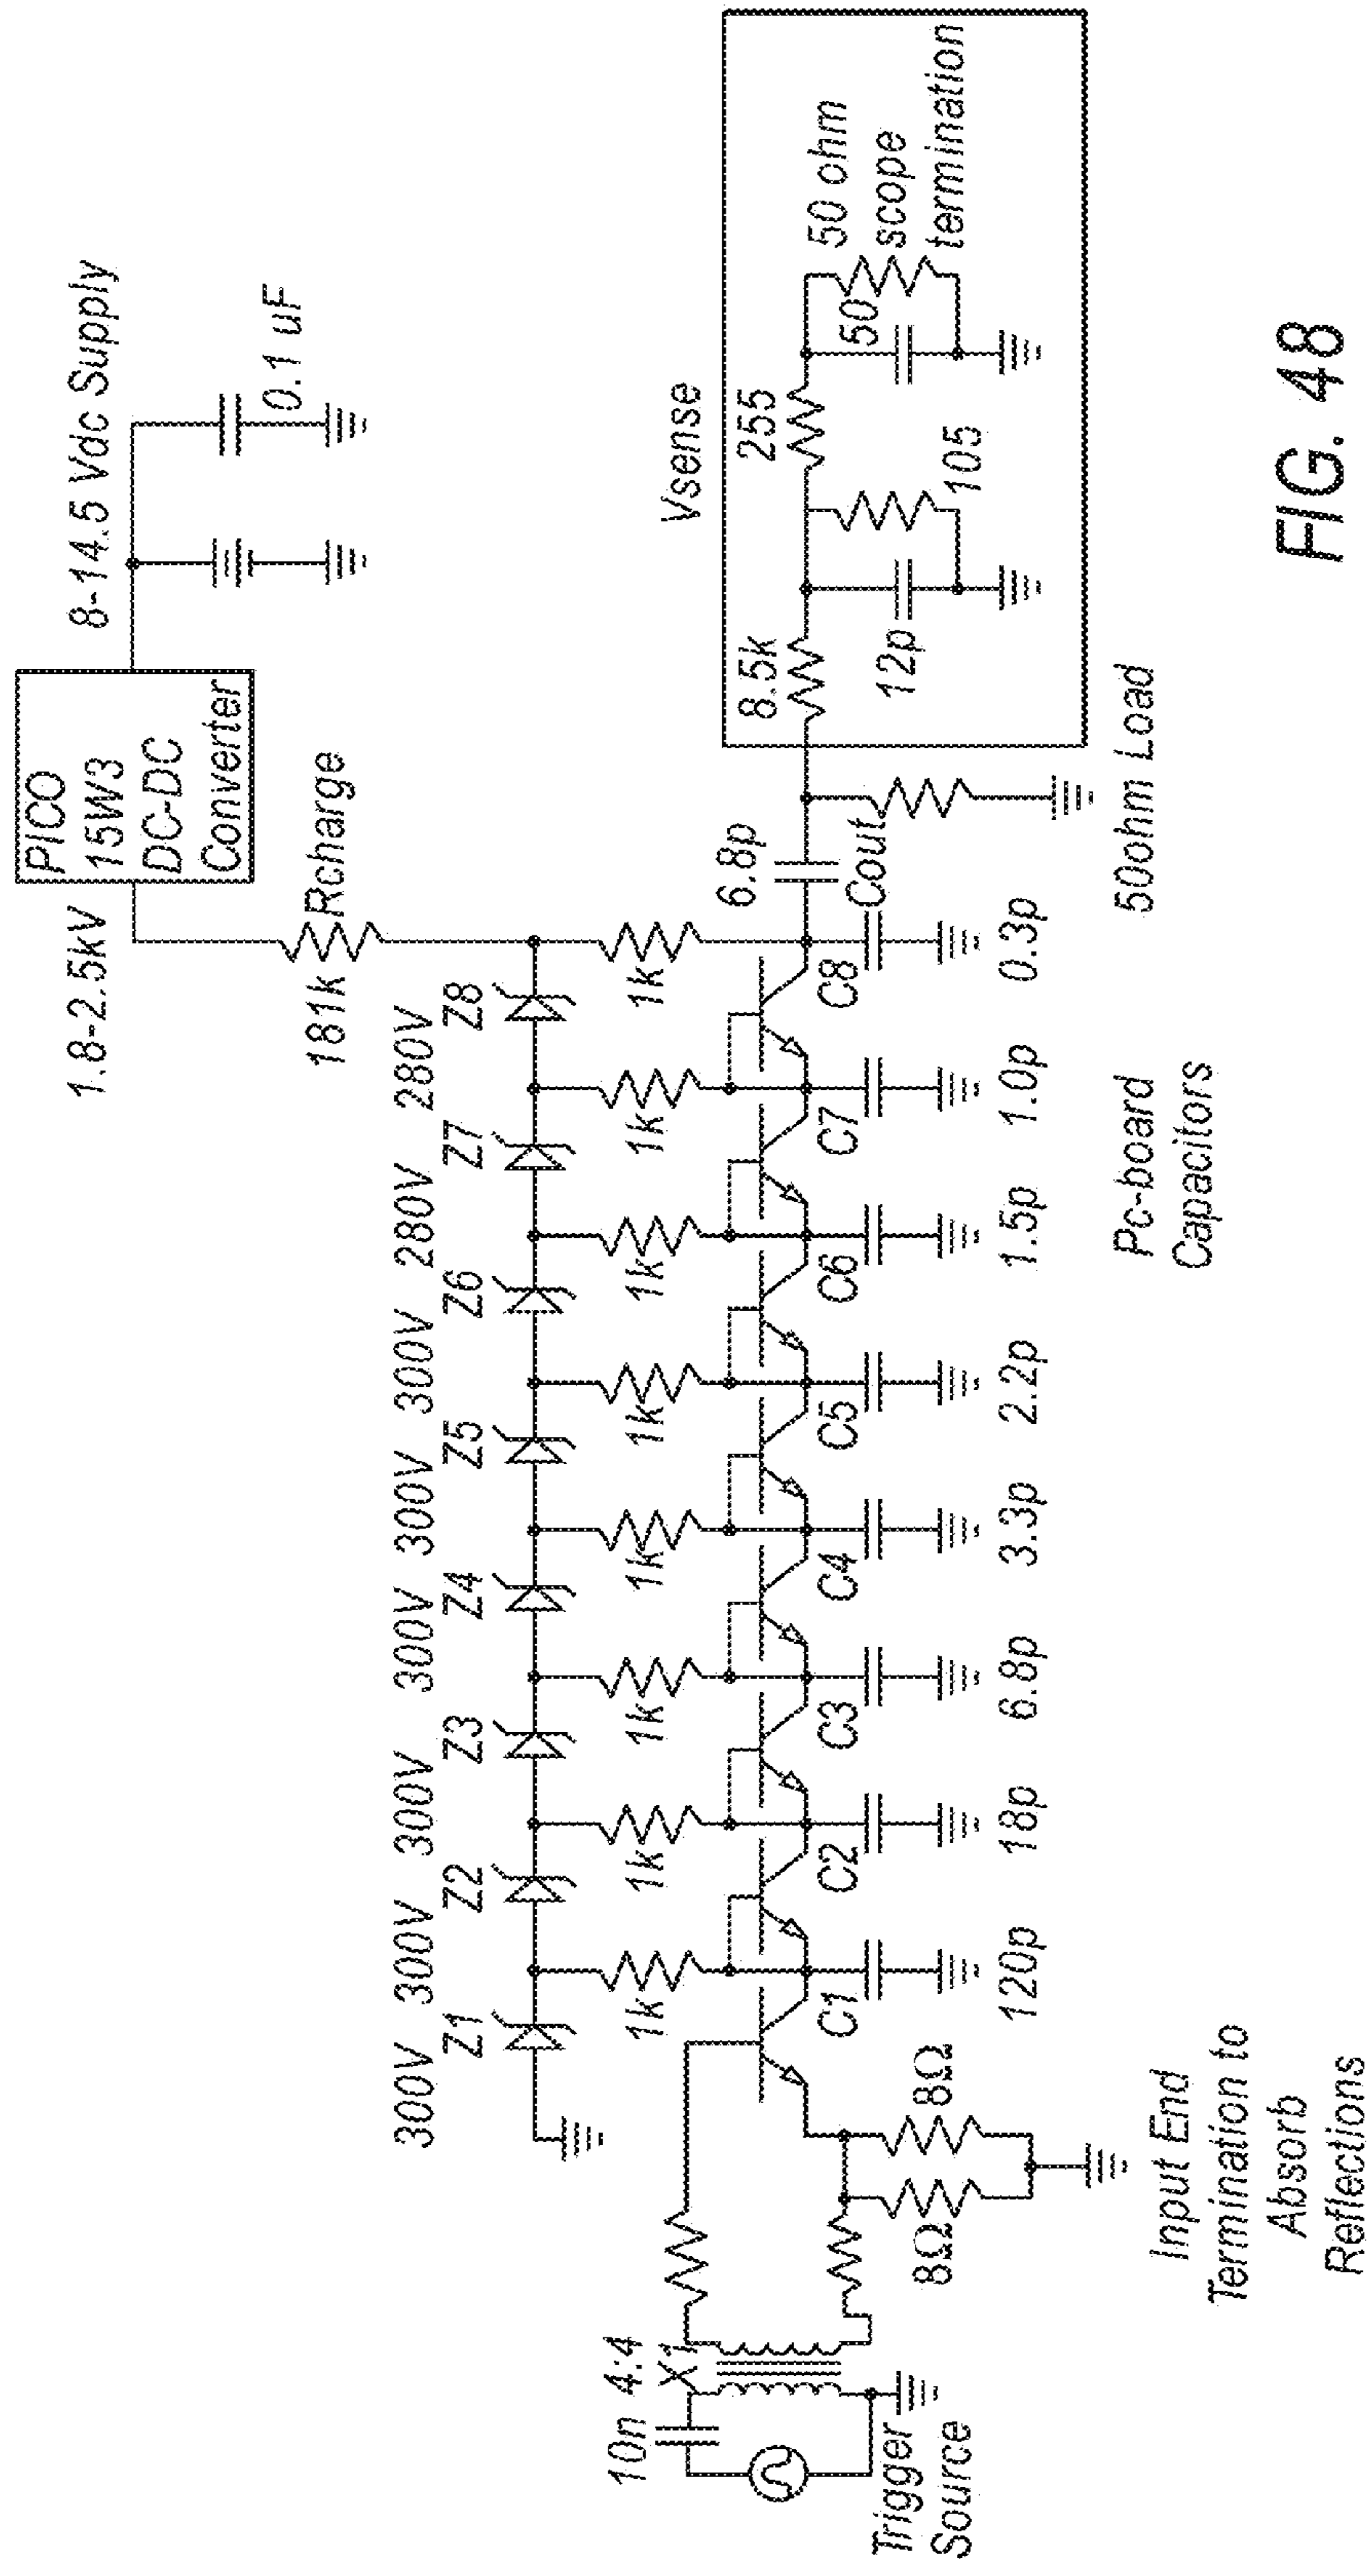 PICO
15W3
DC-DC
Converter
8-14.5 Vdc Supply
0.1 uF
1.8-2.5kV
181k
Rcharge
300V
300V
300V
300V
300V
300V
280V
280V
Z1
Z2
Z3
Z4
Z5
Z6
Z7
Z8
1k
1k
1k
1k
1k
1k
1k
1k
10n
4:4
X1
Trigger
Source
8Ω
8Ω
Input End
Termination to
Absorb
Reflections
C1
C2
C3
C4
C5
C6
C7
C8
120p
18p
6.8p
3.3p
2.2p
1.5p
1.0p
0.3p
Pc-board
Capacitors
6.8p
Cout
50ohm Load
Vsense
8.5k
12p
105
255
50
50 ohm
scope
termination
FIG. 48